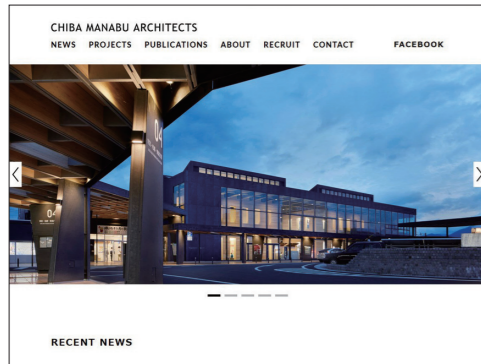 CHIBA MANABU ARCHITECTS
NEWS PROJECTS PUBLICATIONS ABOUT RECRUIT CONTACT FACEBOOK
04
04
RECENT NEWS